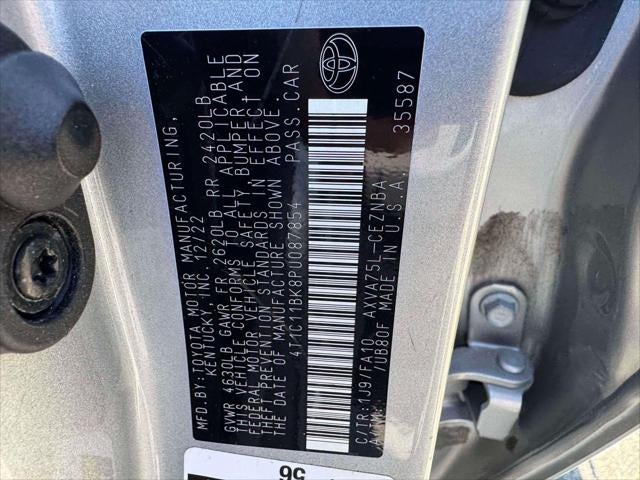 MFD. BY: TOYOTA MOTOR MANUFACTURING,
KENTUCKY, INC. 12/22
GVWR 4630LB GAWR FR 2620LB RR 2420LB
THIS VEHICLE CONFORMS TO ALL APPLICABLE
FEDERAL MOTOR VEHICLE SAFETY, BUMPER, AND
THEFT PREVENTION STANDARDS IN EFFECT ON
THE DATE OF MANUFACTURE SHOWN ABOVE.
4T1C11BK8PU087854 PASS. CAR
C/TR: 1J9/FA10 AXVA75L-CEZNBA
A/TM: /UB80F MADE IN U.S.A.
35587
56